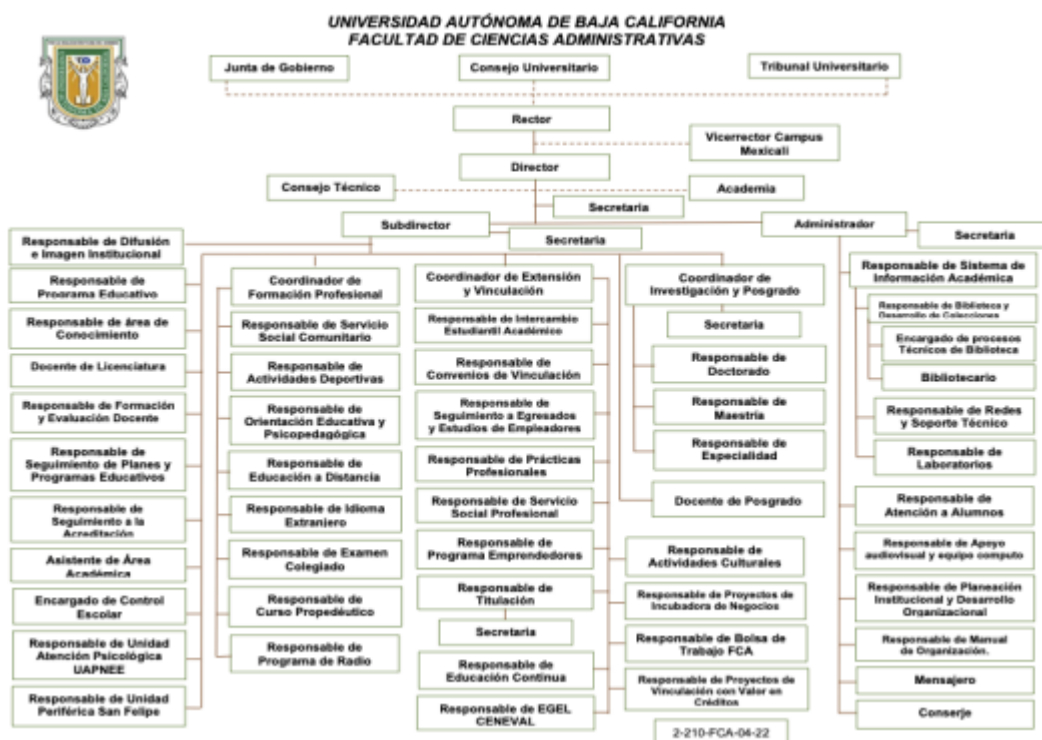 UNIVERSIDAD AUTÓNOMA DE BAJA CALIFORNIA
FACULTAD DE CIENCIAS ADMINISTRATIVAS
Junta de Gobierno
Consejo Universitario
Tribunal Universitario
Rector
Vicerrector Campus
Mexicali
Director
Consejo Técnico
Academia
Secretaria
Subdirector
Administrador
Secretaria
Secretaria
Responsable de Difusión
e Imagen Institucional
Responsable de
Programa Educativo
Responsable de área de
Conocimiento
Docente de Licenciatura
Responsable de Formación
y Evaluación Docente
Responsable de
Seguimiento de Planes y
Programas Educativos
Responsable de
Seguimiento a la
Acreditación
Asistente de Área
Académica
Encargado de Control
Escolar
Responsable de Unidad
Atención Psicológica
UAPNEE
Responsable de Unidad
Periférica San Felipe
Coordinador de
Formación Profesional
Responsable de Servicio
Social Comunitario
Responsable de
Actividades Deportivas
Responsable de
Orientación Educativa y
Psicopedagógica
Responsable de
Educación a Distancia
Responsable de Idioma
Extranjero
Responsable de Examen
Colegiado
Responsable de
Curso Propedéutico
Responsable de
Programa de Radio
Coordinador de Extensión
y Vinculación
Responsable de Intercambio
Estudiantil Académico
Responsable de
Convenios de Vinculación
Responsable de
Seguimiento a Egresados
y Estudios de Empleadores
Responsable de Prácticas
Profesionales
Responsable de Servicio
Social Profesional
Responsable de
Programa Emprendedores
Responsable de
Titulación
Secretaria
Responsable de
Educación Continua
Responsable de EGEL
CENEVAL
Coordinador de
Investigación y Posgrado
Secretaria
Responsable de
Doctorado
Responsable de
Maestría
Responsable de
Especialidad
Docente de Posgrado
Responsable de
Actividades Culturales
Responsable de Proyectos de
Incubadora de Negocios
Responsable de Bolsa de
Trabajo FCA
Responsable de Proyectos de
Vinculación con Valor en
Créditos
2-210-FCA-04-22
Responsable de Sistema de
Información Académica
Responsable de Biblioteca y
Desarrollo de Colecciones
Encargado de procesos
Técnicos de Biblioteca
Bibliotecario
Responsable de Redes
y Soporte Técnico
Responsable de
Laboratorios
Responsable de
Atención a Alumnos
Responsable de Apoyo
audiovisual y equipo computo
Responsable de Planeación
Institucional y Desarrollo
Organizacional
Responsable de Manual
de Organización.
Mensajero
Conserje